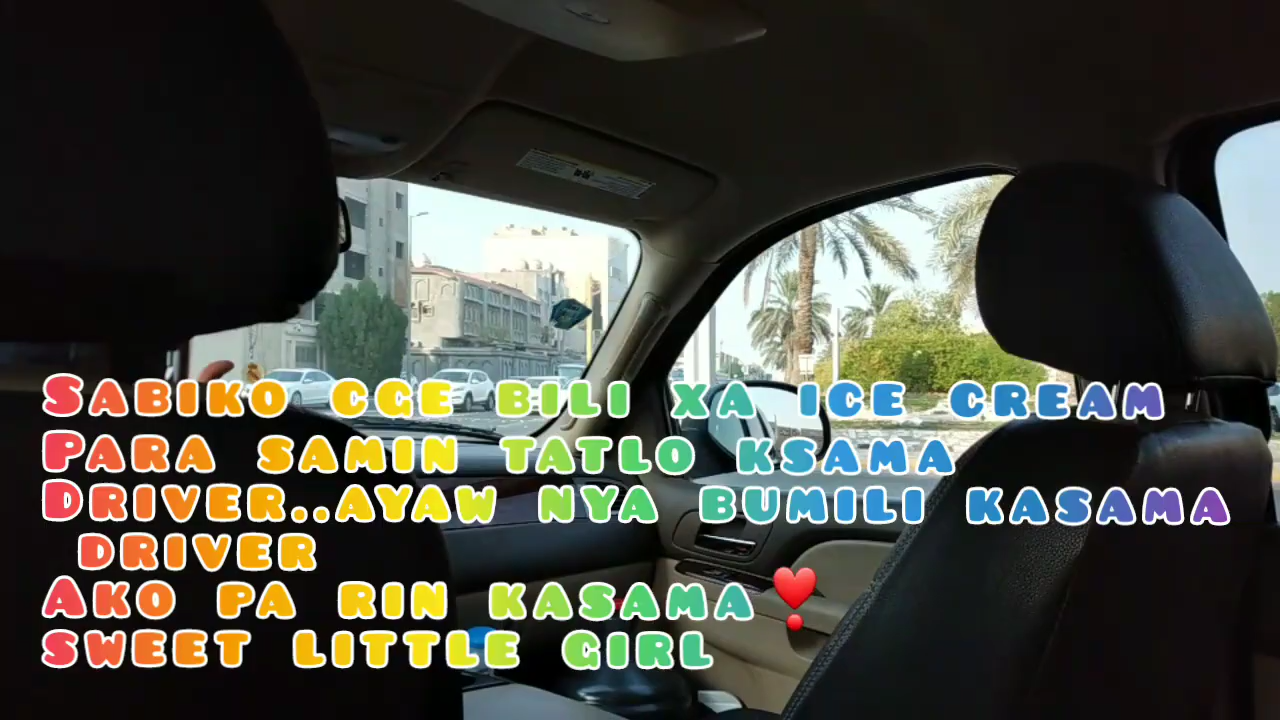 Sabiko cge bili xa ice cream
Para samin tatlo ksama
Driver..ayaw nya bumili kasama
driver
Ako pa rin kasama❣️
sweet little girl